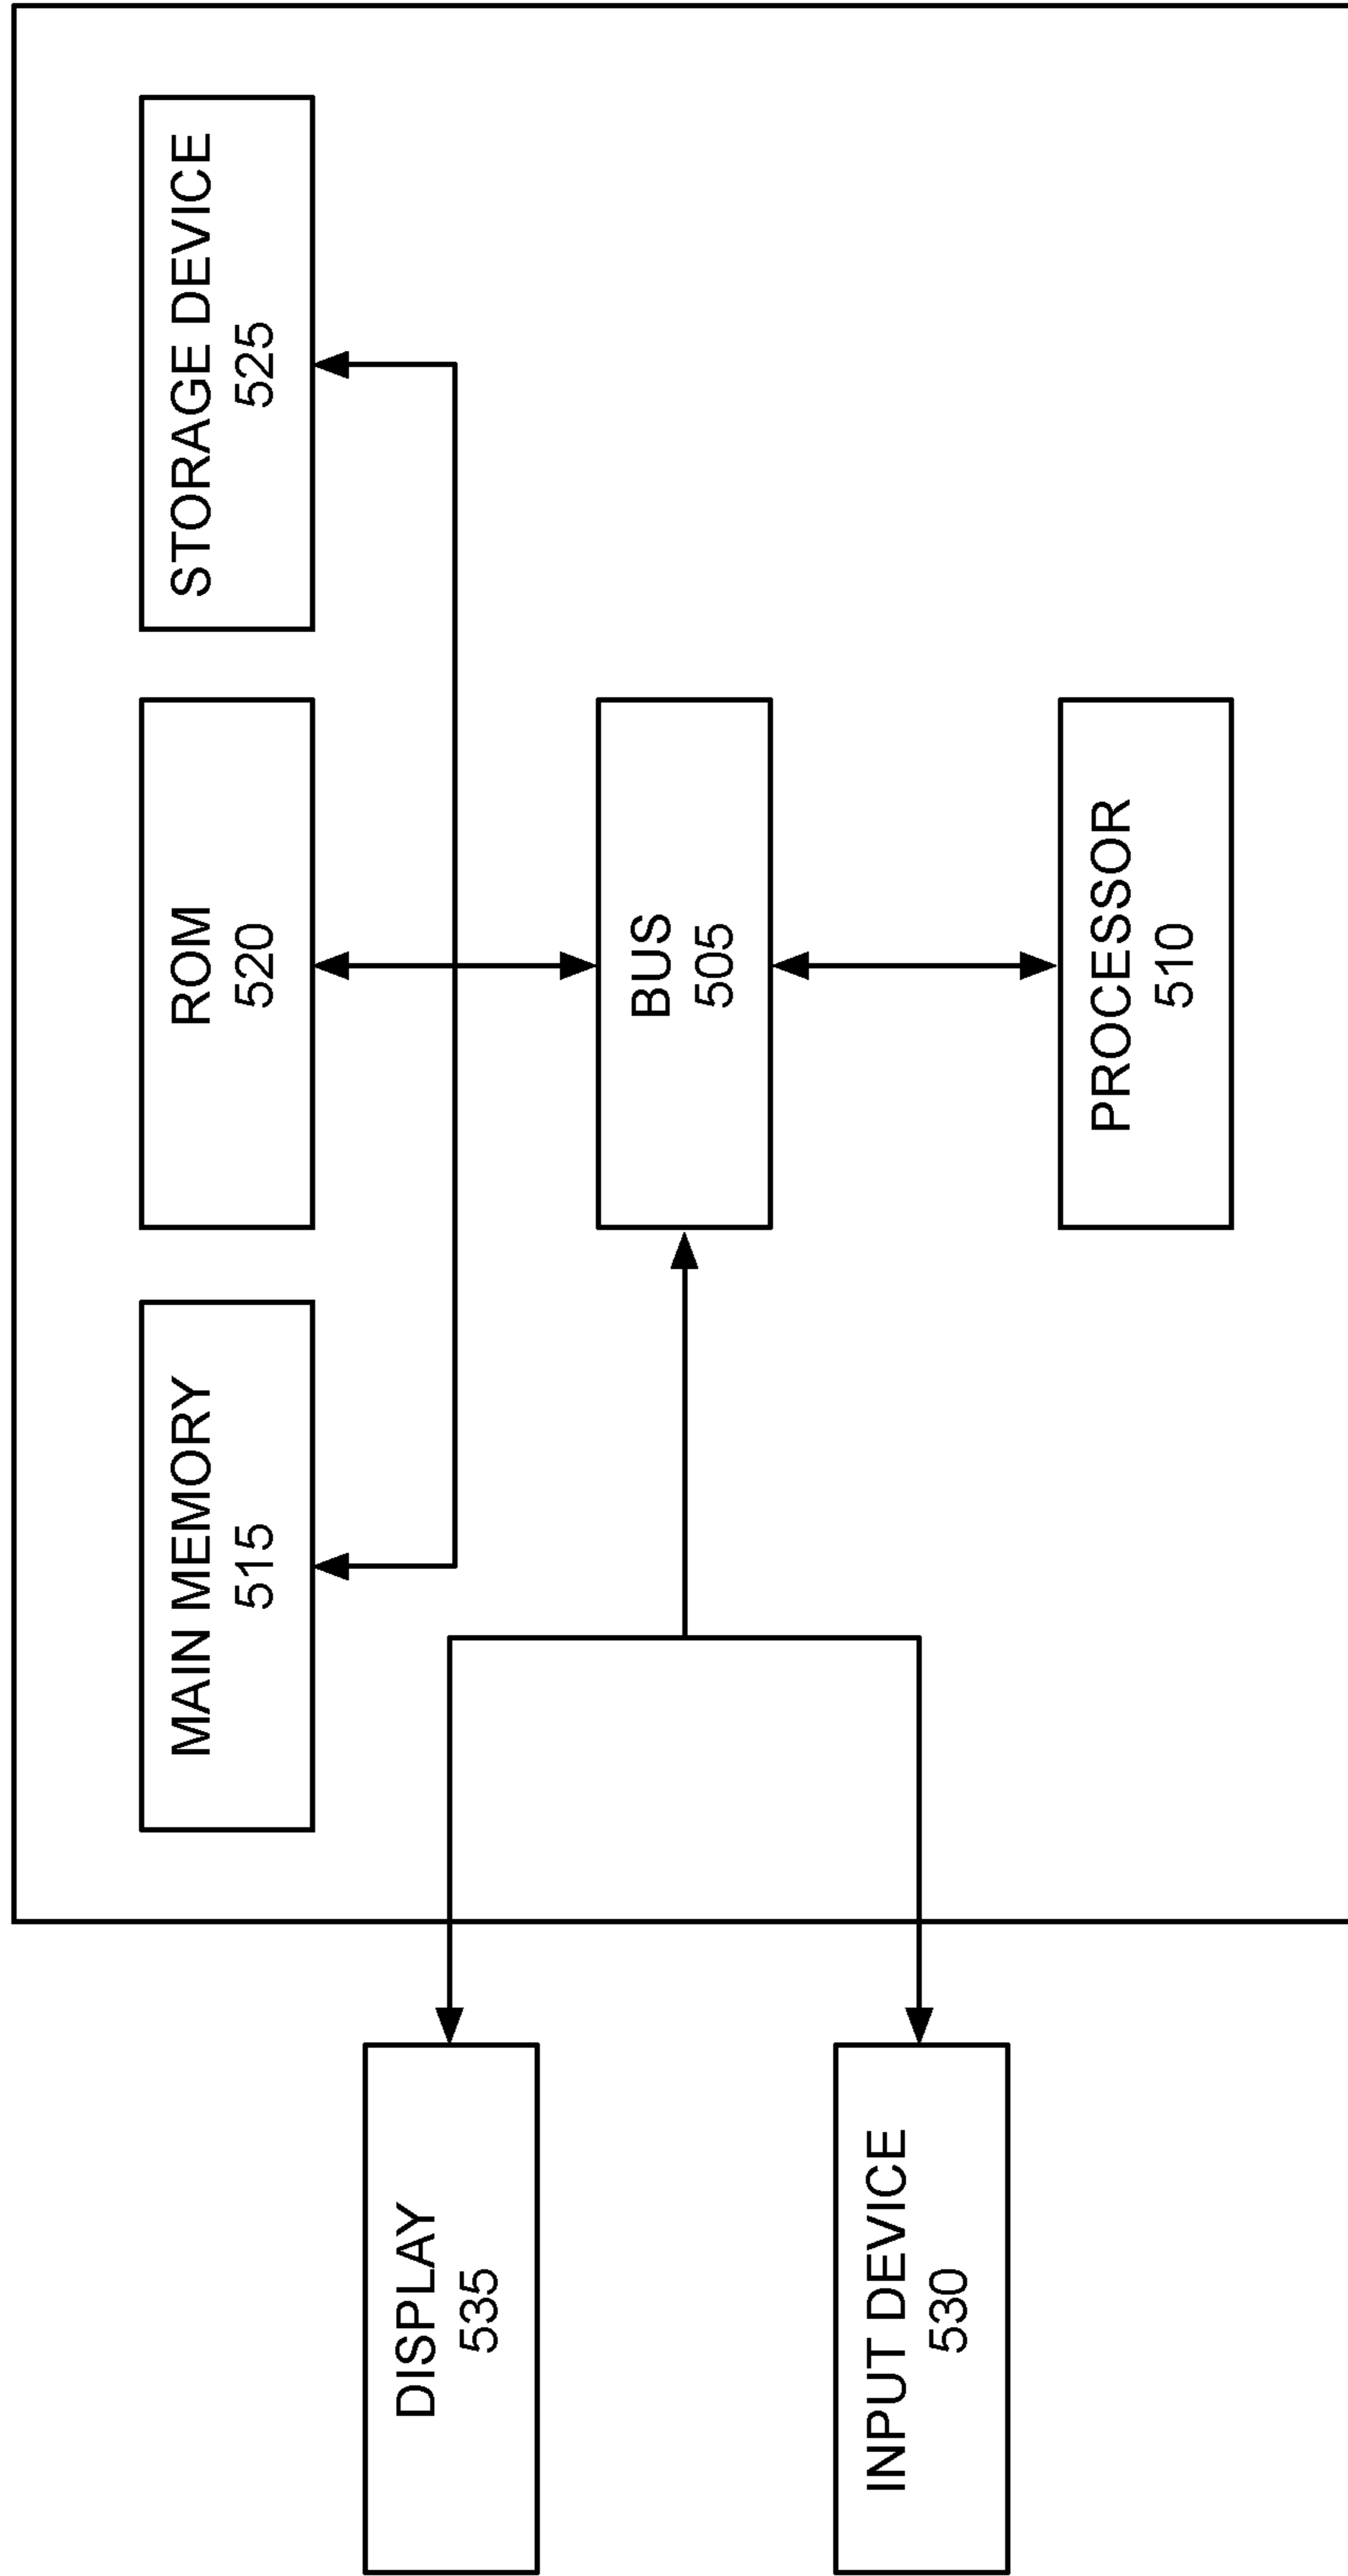 MAIN MEMORY
515
ROM
520
STORAGE DEVICE
525
DISPLAY
535
BUS
505
INPUT DEVICE
530
PROCESSOR
510